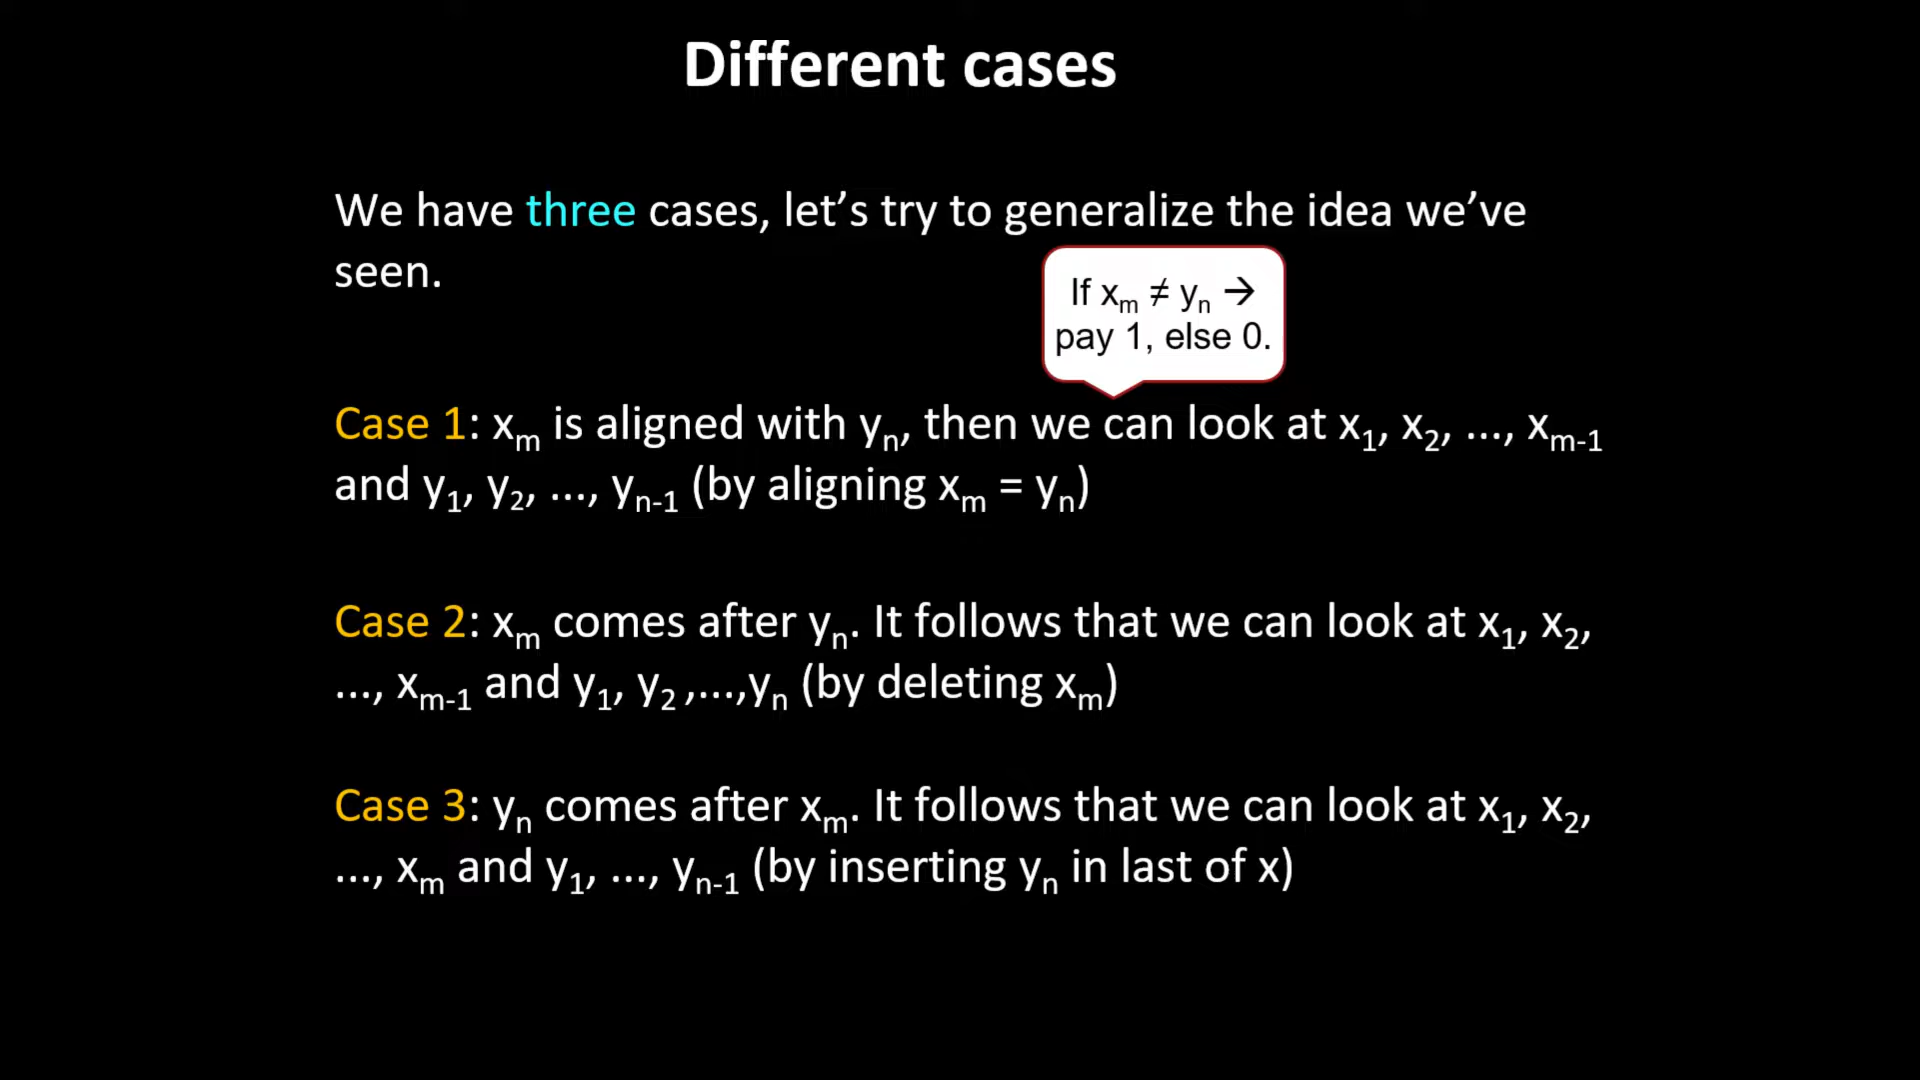 Different cases
We have three cases, let’s try to generalize the idea we’ve
seen.
If xₘ ≠ yₙ →
pay 1, else 0.
Case 1: xₘ is aligned with yₙ, then we can look at x₁, x₂, ..., xₘ₋₁
and y₁, y₂, ..., yₙ₋₁ (by aligning xₘ = yₙ)
Case 2: xₘ comes after yₙ. It follows that we can look at x₁, x₂,
..., xₘ₋₁ and y₁, y₂ ,...,yₙ (by deleting xₘ)
Case 3: yₙ comes after xₘ. It follows that we can look at x₁, x₂,
..., xₘ and y₁, ..., yₙ₋₁ (by inserting yₙ in last of x)